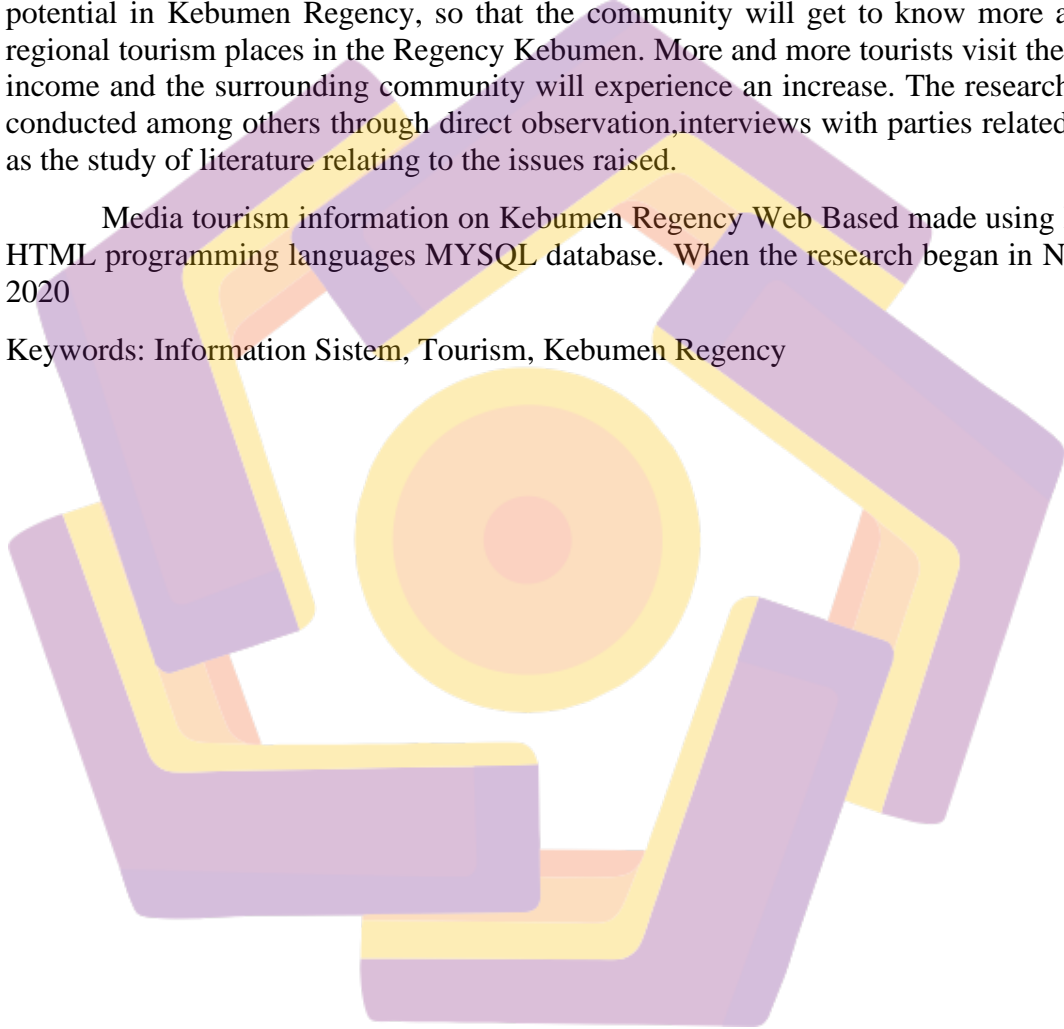 potential in Kebumen Regency, so that the community will get to know more
regional tourism places in the Regency Kebumen. More and more tourists visit the
income and the surrounding community will experience an increase. The research
conducted among others through direct observation,interviews with parties related
as the study of literature relating to the issues raised.
Media tourism information on Kebumen Regency Web Based made using
HTML programming languages MYSQL database. When the research began in
2020
Keywords: Information Sistem, Tourism, Kebumen Regency